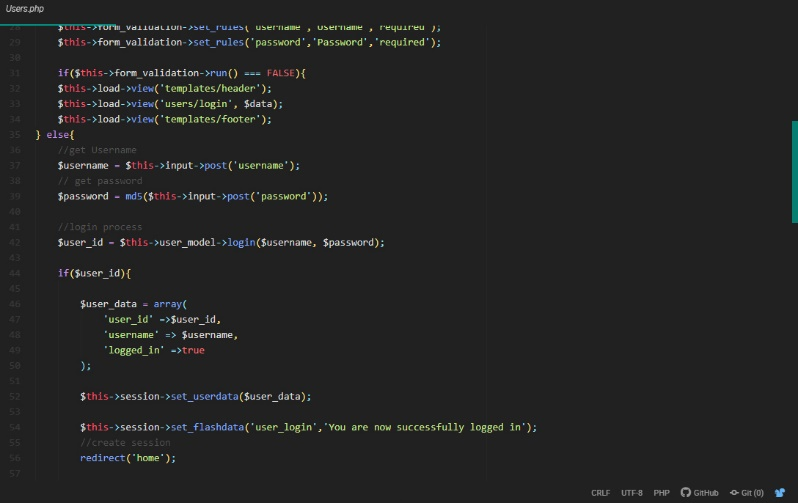 Users.php
28 $this->form_validation->set_rules('username','Username','required');
29 $this->form_validation->set_rules('password','Password','required');
30
31 if($this->form_validation->run() === FALSE){
32 $this->load->view('templates/header');
33 $this->load->view('users/login', $data);
34 $this->load->view('templates/footer');
35 } else{
36 //get Username
37 $username = $this->input->post('username');
38 // get password
39 $password = md5($this->input->post('password'));
40
41 //login process
42 $user_id = $this->user_model->login($username, $password);
43
44 if($user_id){
45
46 $user_data = array(
47 'user_id' =>$user_id,
48 'username' => $username,
49 'logged_in' =>true
50 );
51
52 $this->session->set_userdata($user_data);
53
54 $this->session->set_flashdata('user_login','You are now successfully logged in');
55 //create session
56 redirect('home');
57
CRLF UTF-8 PHP GitHub Git (0)